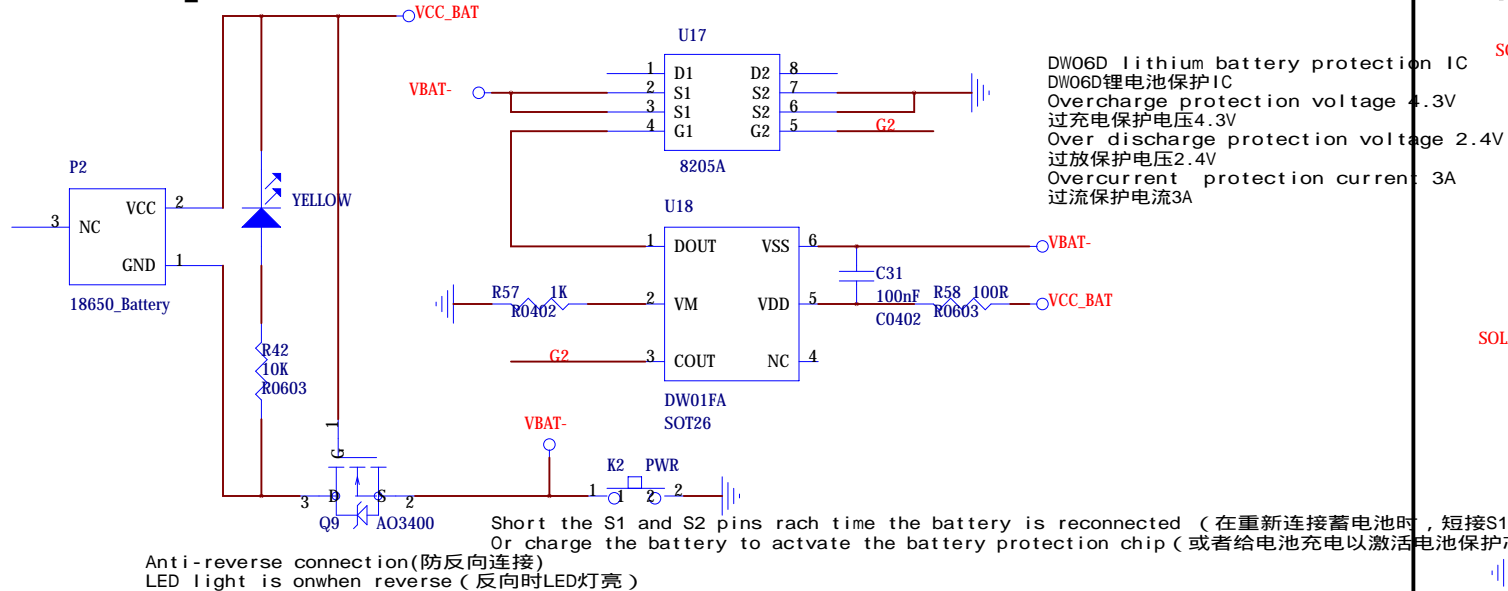 VCC_BAT
U17
VBAT-
1 D1 D2 8
2 S1 S2 7
3 S1 S2 6
4 G1 G2 5 G2
8205A
DW06D lithium battery protection IC
DW06D锂电池保护IC
Overcharge protection voltage 4.3V
过充电保护电压4.3V
Over discharge protection voltage 2.4V
过放保护电压2.4V
Overcurrent protection current 3A
过流保护电流3A
P2
VCC 2
3 NC
GND 1
18650_Battery
YELLOW
R42
10K
R0603
U18
1 DOUT VSS 6 VBAT-
R57 1K
R0402
2 VM VDD 5
C31
100nF
C0402
R58 100R
R0603
VCC_BAT
G2 3 COUT NC 4
DW01FA
SOT26
VBAT-
1
G
3 D S 2
Q9 AO3400
K2 PWR
1 1 2 2
Short the S1 and S2 pins rach time the battery is reconnected (在重新连接蓄电池时,短接S1
Or charge the battery to actvate the battery protection chip(或者给电池充电以激活电池保护
Anti-reverse connection(防反向连接)
LED light is onwhen reverse(反向时LED灯亮)
SOL